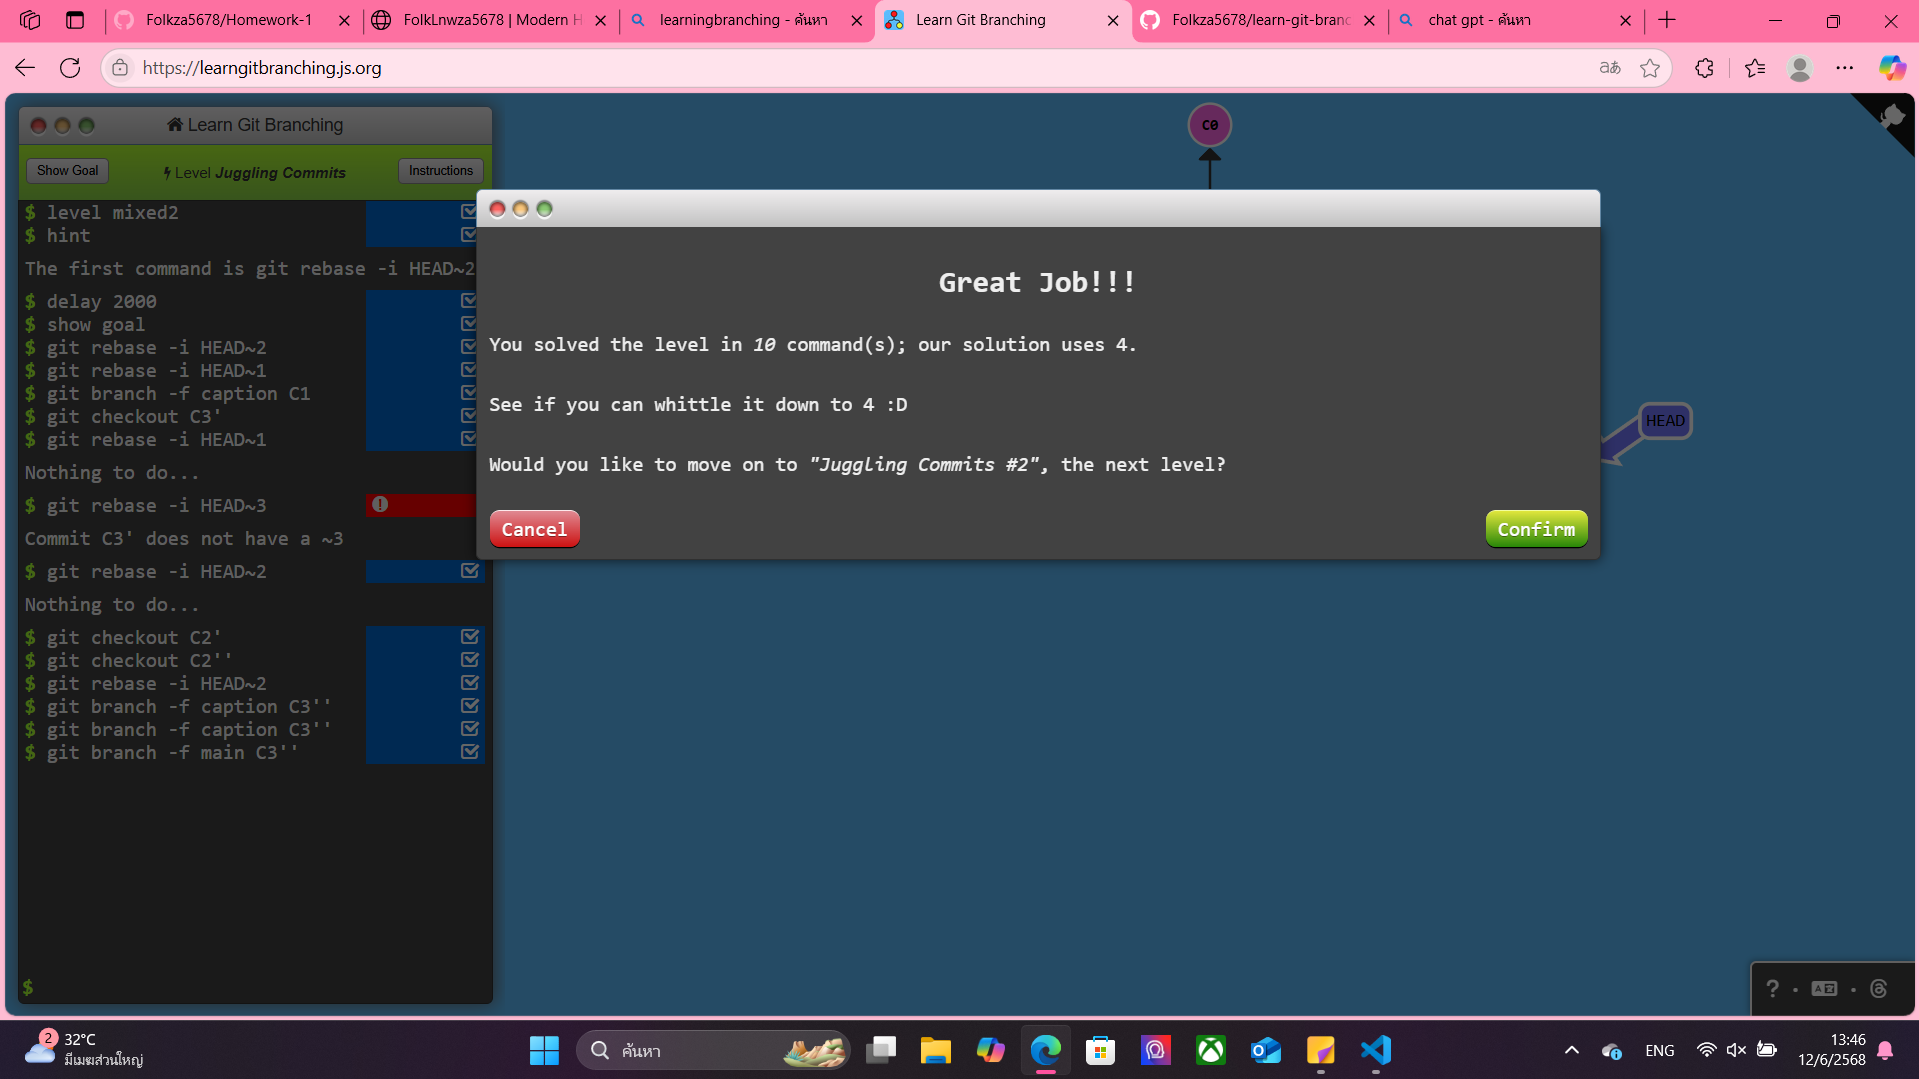 Folkza5678/Homework-1
FolkLnwza5678 | Modern H
learningbranching - ค้นหา
Learn Git Branching
Folkza5678/learn-git-branc
chat gpt - ค้นหา
https://learngitbranching.js.org
Learn Git Branching
Show Goal
Level Juggling Commits
Instructions
$ level mixed2
$ hint
The first command is git rebase -i HEAD~2
$ delay 2000
$ show goal
$ git rebase -i HEAD~2
$ git rebase -i HEAD~1
$ git branch -f caption C1
$ git checkout C3'
$ git rebase -i HEAD~1
Nothing to do...
$ git rebase -i HEAD~3
Commit C3' does not have a ~3
$ git rebase -i HEAD~2
Nothing to do...
$ git checkout C2'
$ git checkout C2''
$ git rebase -i HEAD~2
$ git branch -f caption C3''
$ git branch -f caption C3''
$ git branch -f main C3''
$
C0
HEAD
Great Job!!!
You solved the level in 10 command(s); our solution uses 4.
See if you can whittle it down to 4 :D
Would you like to move on to "Juggling Commits #2", the next level?
Cancel
Confirm
?
2
32°C
มีเมฆส่วนใหญ่
ค้นหา
ENG
13:46
12/6/2568